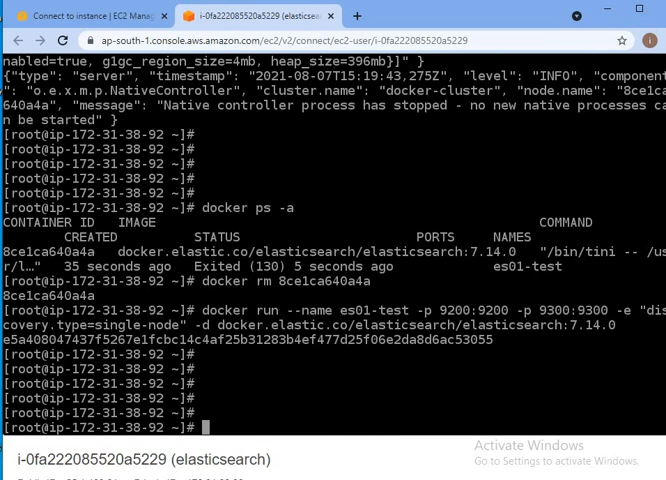 Connect to instance | EC2 Manag
i-0fa222085520a5229 (elasticsea
ap-south-1.console.aws.amazon.com/ec2/v2/connect/ec2-user/i-0fa222085520a5229
nabled=true, g1gc_region_size=4mb, heap_size=396mb}]" }
{"type": "server", "timestamp": "2021-08-07T15:19:43,275Z", "level": "INFO", "component
": "o.e.x.m.p.NativeController", "cluster.name": "docker-cluster", "node.name": "8ce1ca
640a4a", "message": "Native controller process has stopped - no new native processes ca
n be started" }
[root@ip-172-31-38-92 ~]#
[root@ip-172-31-38-92 ~]#
[root@ip-172-31-38-92 ~]#
[root@ip-172-31-38-92 ~]#
[root@ip-172-31-38-92 ~]#
[root@ip-172-31-38-92 ~]# docker ps -a
CONTAINER ID IMAGE COMMAND
CREATED STATUS PORTS NAMES
8ce1ca640a4a docker.elastic.co/elasticsearch/elasticsearch:7.14.0 "/bin/tini -- /us
r/l…" 35 seconds ago Exited (130) 5 seconds ago es01-test
[root@ip-172-31-38-92 ~]# docker rm 8ce1ca640a4a
8ce1ca640a4a
[root@ip-172-31-38-92 ~]# docker run --name es01-test -p 9200:9200 -p 9300:9300 -e "dis
covery.type=single-node" -d docker.elastic.co/elasticsearch/elasticsearch:7.14.0
e5a408047437f5267e1fcbc14c4af25b31283b4ef477d25f06e2da8d6ac53055
[root@ip-172-31-38-92 ~]#
[root@ip-172-31-38-92 ~]#
[root@ip-172-31-38-92 ~]#
[root@ip-172-31-38-92 ~]#
[root@ip-172-31-38-92 ~]#
[root@ip-172-31-38-92 ~]#
i-0fa222085520a5229 (elasticsearch)
Activate Windows
Go to Settings to activate Windows.